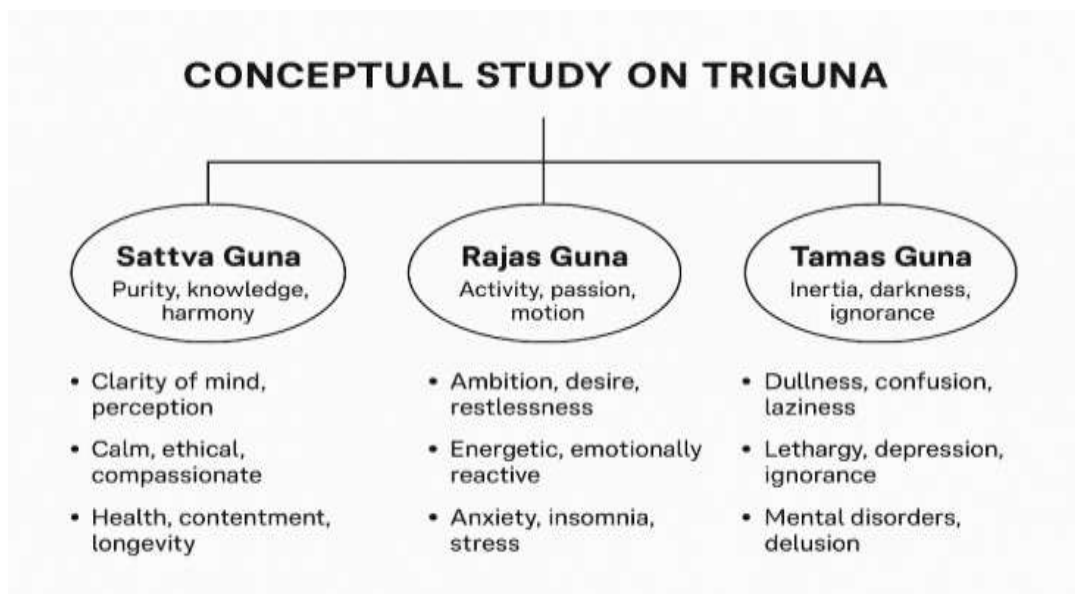 CONCEPTUAL STUDY ON TRIGUNA
Sattva Guna
Purity, knowledge,
harmony
• Clarity of mind,
perception
• Calm, ethical,
compassionate
• Health, contentment,
longevity
Rajas Guna
Activity, passion,
motion
• Ambition, desire,
restlessness
• Energetic, emotionally
reactive
• Anxiety, insomnia,
stress
Tamas Guna
Inertia, darkness,
ignorance
• Dullness, confusion,
laziness
• Lethargy, depression,
ignorance
• Mental disorders,
delusion